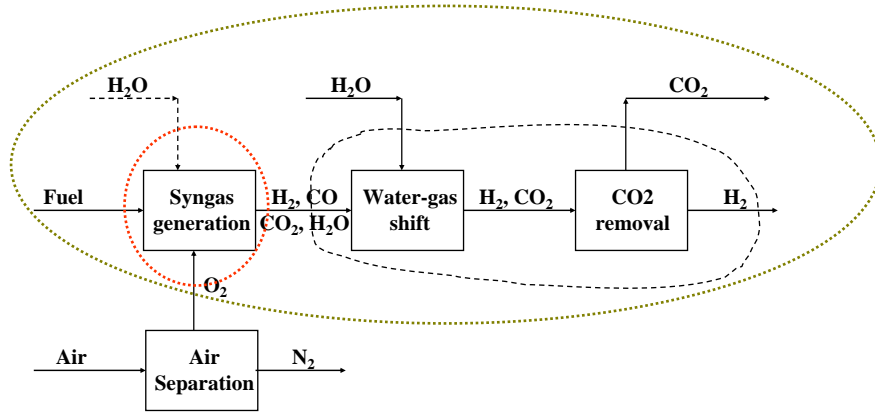 H₂O
H₂O
CO₂
Fuel
Syngas
generation
H₂, CO
CO₂, H₂O
Water-gas
shift
H₂, CO₂
CO2
removal
H₂
O₂
Air
Air
Separation
N₂